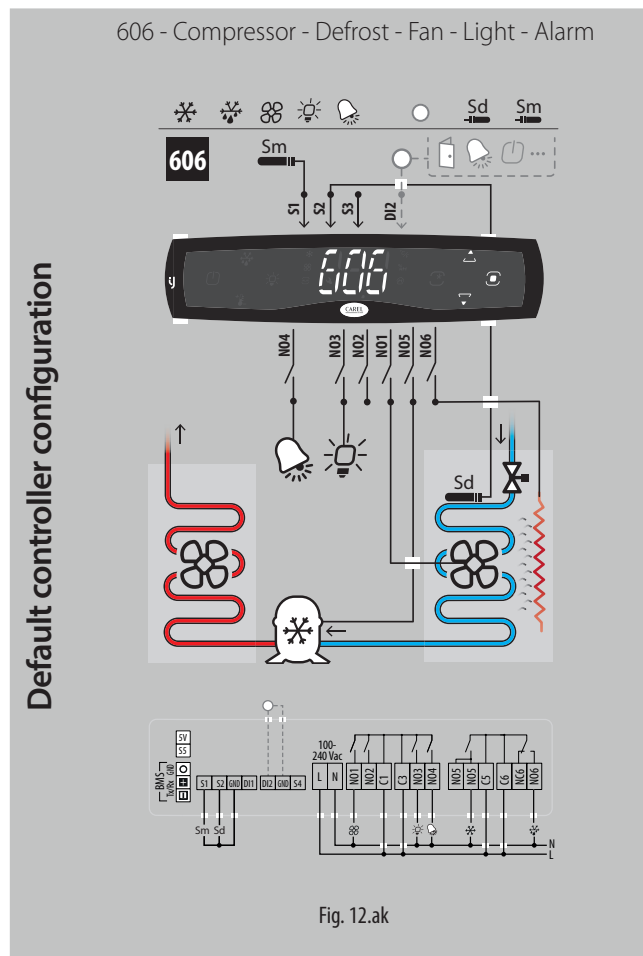 606 - Compressor - Defrost - Fan - Light - Alarm
Default controller configuration
Sd Sm
606
Sm
...
S1 S2 S3 DI2
606
CAREL
NO4 NO3 NO2 NO1 NO5 NO6
Sd
100-
240 Vac
5V
S5
BMS
GND
Tx/Rx
S1 S2 GND DI1 DI2 GND S4 L N NO1 NO2 C1 C3 NO3 NO4 NO5 NO5 C5 C6 NC6 NO6
Sm Sd
N
L
Fig. 12.ak